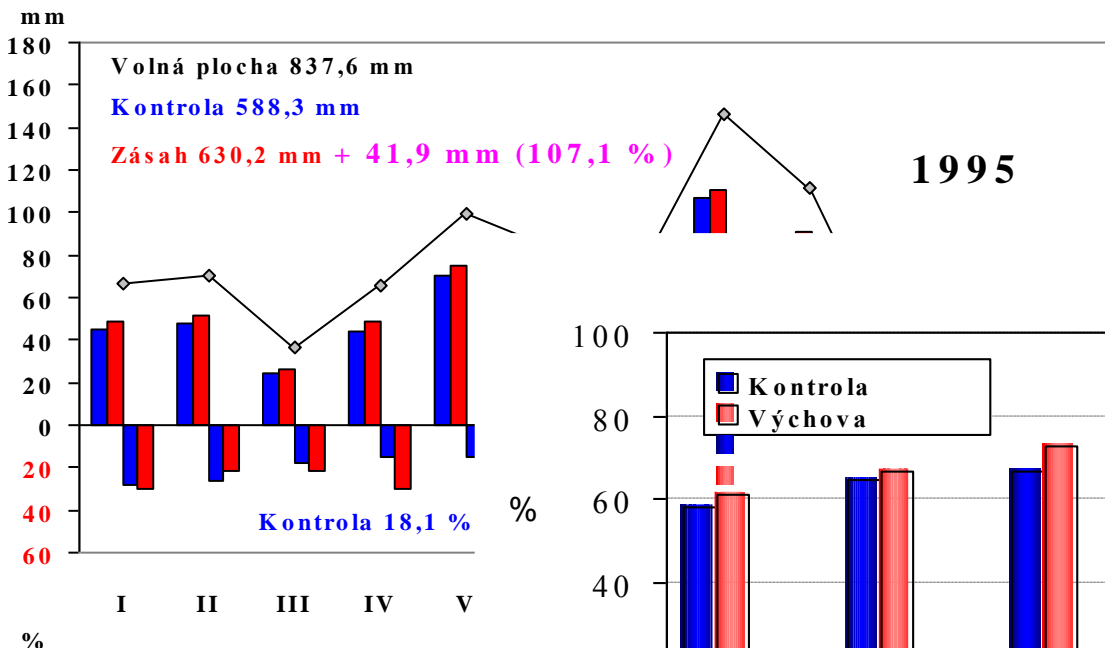 mm
180
160
140
120
100
80
60
40
20
0
20
40
60
%
Volná plocha 837,6 mm
Kontrola 588,3 mm
Zásah 630,2 mm + 41,9 mm (107,1 %)
1995
Kontrola 18,1 %
I II III IV V
%
100
80
60
40
Kontrola
Výchova